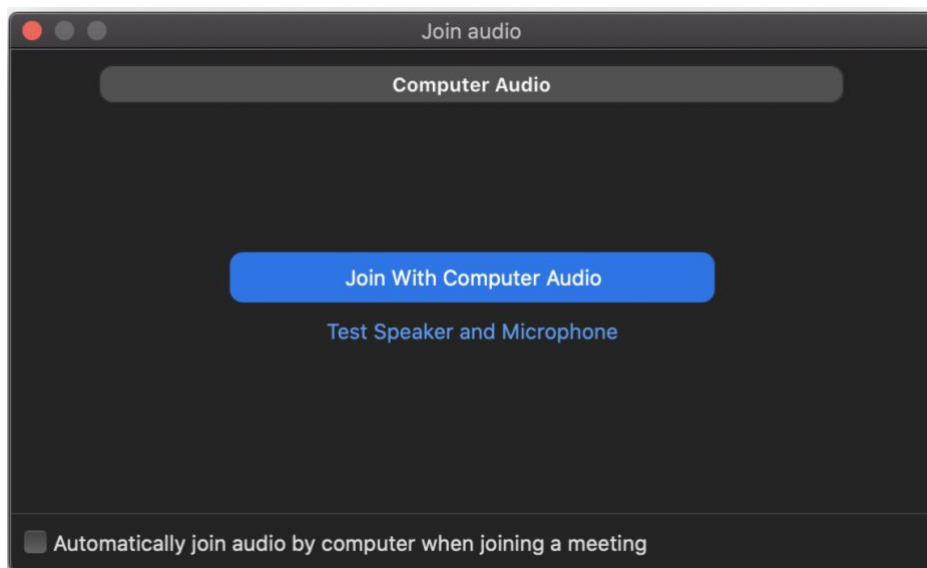 Join audio
Computer Audio
Join With Computer Audio
Test Speaker and Microphone
Automatically join audio by computer when joining a meeting